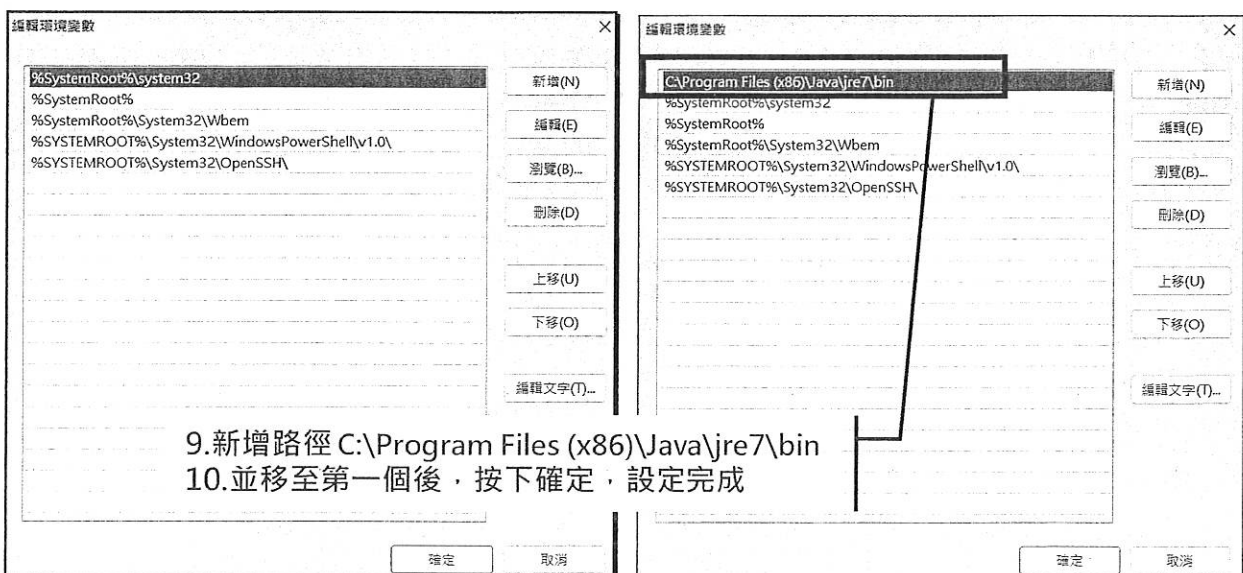 編輯環境變數
%SystemRoot%\system32
%SystemRoot%
%SystemRoot%\System32\Wbem
%SYSTEMROOT%\System32\WindowsPowerShell\v1.0\
%SYSTEMROOT%\System32\OpenSSH\
新增(N)
編輯(E)
瀏覽(B)...
刪除(D)
上移(U)
下移(O)
編輯文字(T)...
確定
取消
編輯環境變數
C:\Program Files (x86)\Java\jre7\bin
%SystemRoot%\system32
%SystemRoot%
%SystemRoot%\System32\Wbem
%SYSTEMROOT%\System32\WindowsPowerShell\v1.0\
%SYSTEMROOT%\System32\OpenSSH\
新增(N)
編輯(E)
瀏覽(B)...
刪除(D)
上移(U)
下移(O)
編輯文字(T)...
確定
取消
9.新增路徑 C:\Program Files (x86)\Java\jre7\bin
10.並移至第一個後，按下確定，設定完成